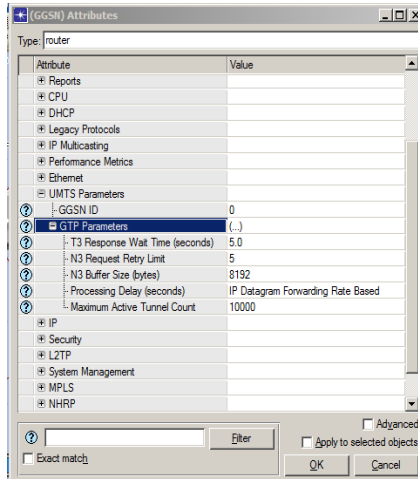 (GGSN) Attributes
Type: router
Attribute Value
Reports
CPU
DHCP
Legacy Protocols
IP Multicasting
Performance Metrics
Ethernet
UMTS Parameters
GGSN ID 0
GTP Parameters (...)
T3 Response Wait Time (seconds) 5.0
N3 Request Retry Limit 5
N3 Buffer Size (bytes) 8192
Processing Delay (seconds) IP Datagram Forwarding Rate Based
Maximum Active Tunnel Count 10000
IP
Security
L2TP
System Management
MPLS
NHRP
Advanced
Filter Apply to selected objects
Exact match
OK Cancel